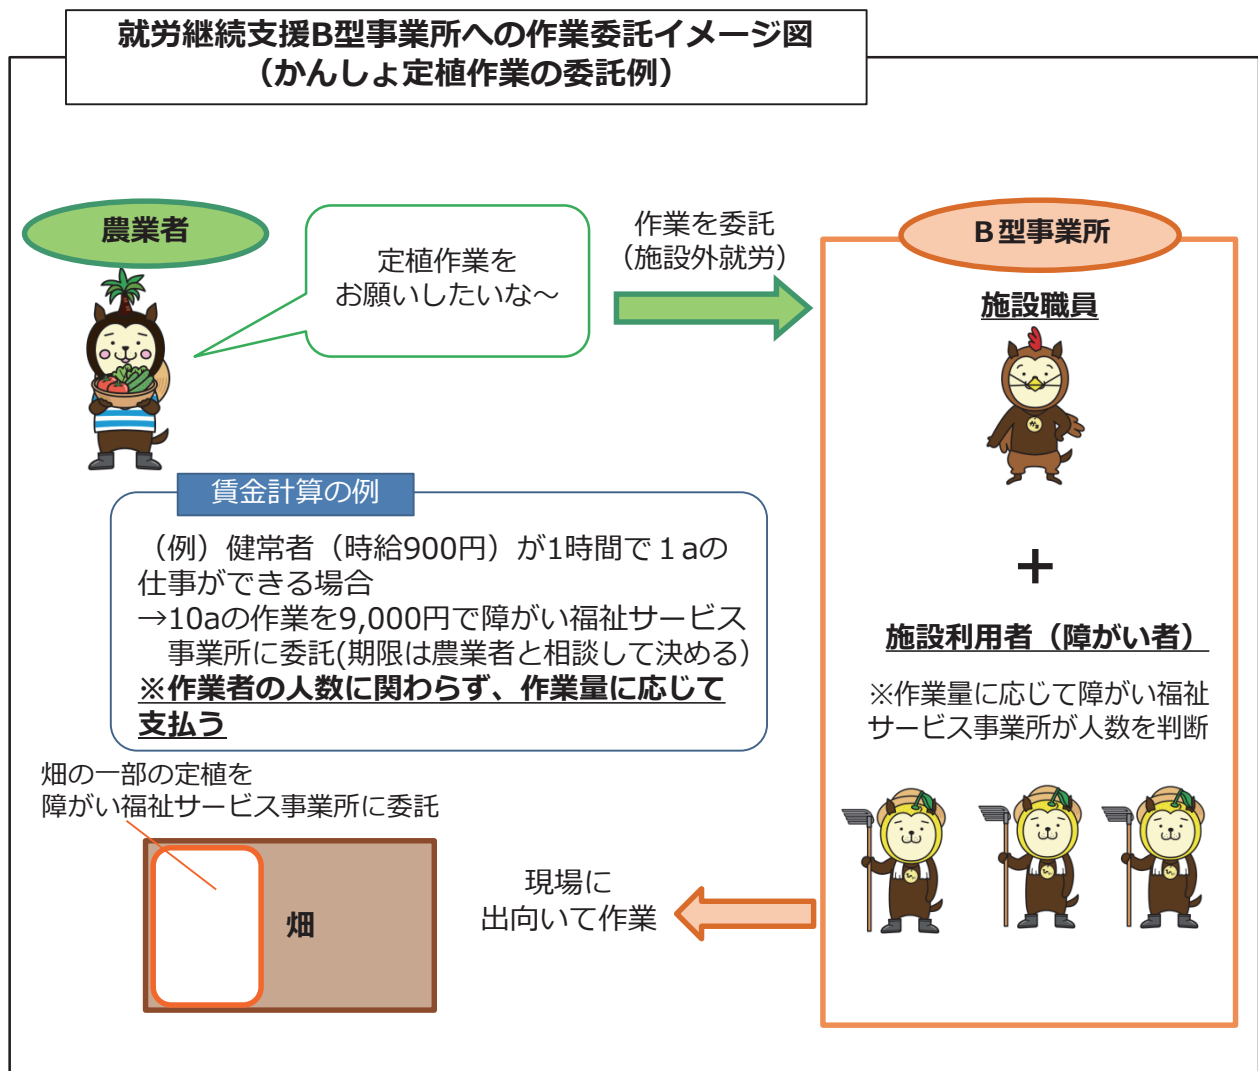 就労継続支援B型事業所への作業委託イメージ図
（かんしょ定植作業の委託例）
農業者
定植作業を
お願いしたいな～
作業を委託
（施設外就労）
Ｂ型事業所
施設職員
＋
施設利用者（障がい者）
※作業量に応じて障がい福祉
サービス事業所が人数を判断
賃金計算の例
（例）健常者（時給900円）が1時間で１aの
仕事ができる場合
→10aの作業を9,000円で障がい福祉サービス
事業所に委託(期限は農業者と相談して決める）
※作業者の人数に関わらず、作業量に応じて
支払う
畑の一部の定植を
障がい福祉サービス事業所に委託
畑
現場に
出向いて作業